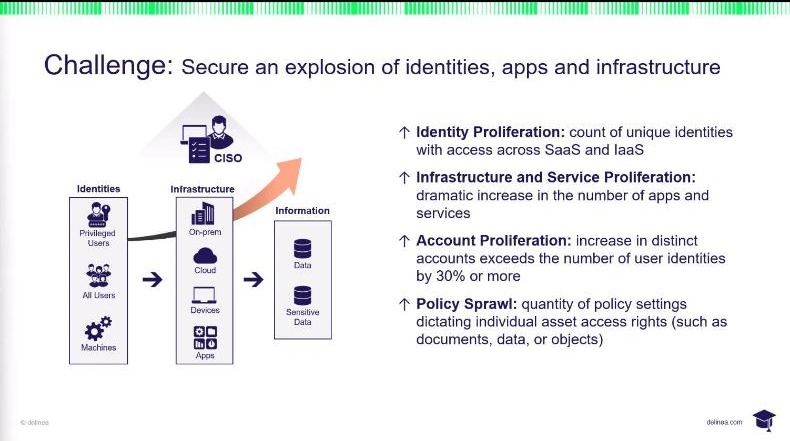 Challenge: Secure an explosion of identities, apps and infrastructure
CISO
Identities
Privileged
Users
All Users
Machines
Infrastructure
On-prem
Cloud
Devices
Apps
Information
Data
Sensitive
Data
↑ Identity Proliferation: count of unique identities
with access across SaaS and IaaS
↑ Infrastructure and Service Proliferation:
dramatic increase in the number of apps and
services
↑ Account Proliferation: increase in distinct
accounts exceeds the number of user identities
by 30% or more
↑ Policy Sprawl: quantity of policy settings
dictating individual asset access rights (such as
documents, data, or objects)
© delinea
delinea.com